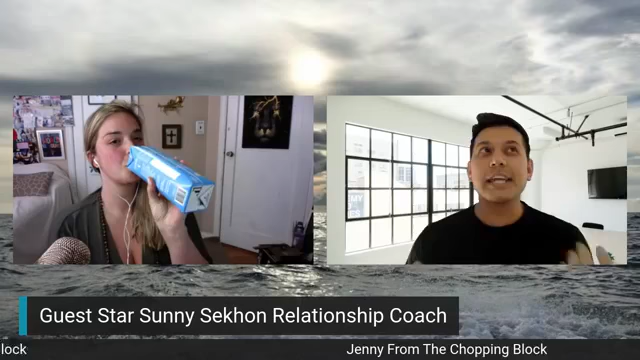 Guest Star Sunny Sekhon Relationship Coach
lock Jenny From The Chopping Block